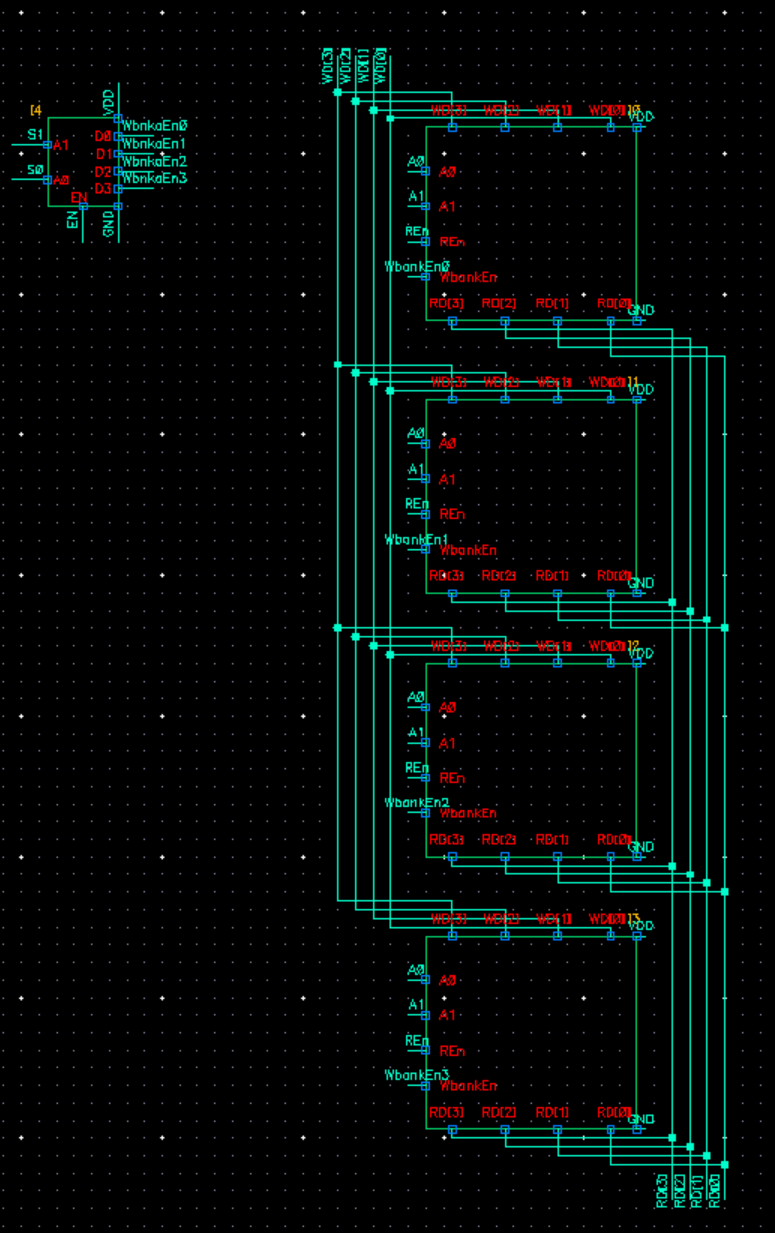 WD[3] WD[2] WD[1] WD[0]
I4 VDD
S1 A1 D0 WbnkaEn0
D1 WbnkaEn1
S0 A0 D2 WbnkaEn2
EN D3 WbnkaEn3
EN GND
WD[3] WD[2] WD[1] WD[0] VDD
A0 A0
A1 A1
REn REn
WbankEn0 WbankEn
RD[3] RD[2] RD[1] RD[0] GND
WD[3] WD[2] WD[1] WD[0] I1 VDD
A0 A0
A1 A1
REn REn
WbankEn1 WbankEn
RD[3] RD[2] RD[1] RD[0] GND
WD[3] WD[2] WD[1] WD[0] I2 VDD
A0 A0
A1 A1
REn REn
WbankEn2 WbankEn
RD[3] RD[2] RD[1] RD[0] GND
WD[3] WD[2] WD[1] WD[0] I3 VDD
A0 A0
A1 A1
REn REn
WbankEn3 WbankEn
RD[3] RD[2] RD[1] RD[0] GND
RD[3] RD[2] RD[1] RD[0]